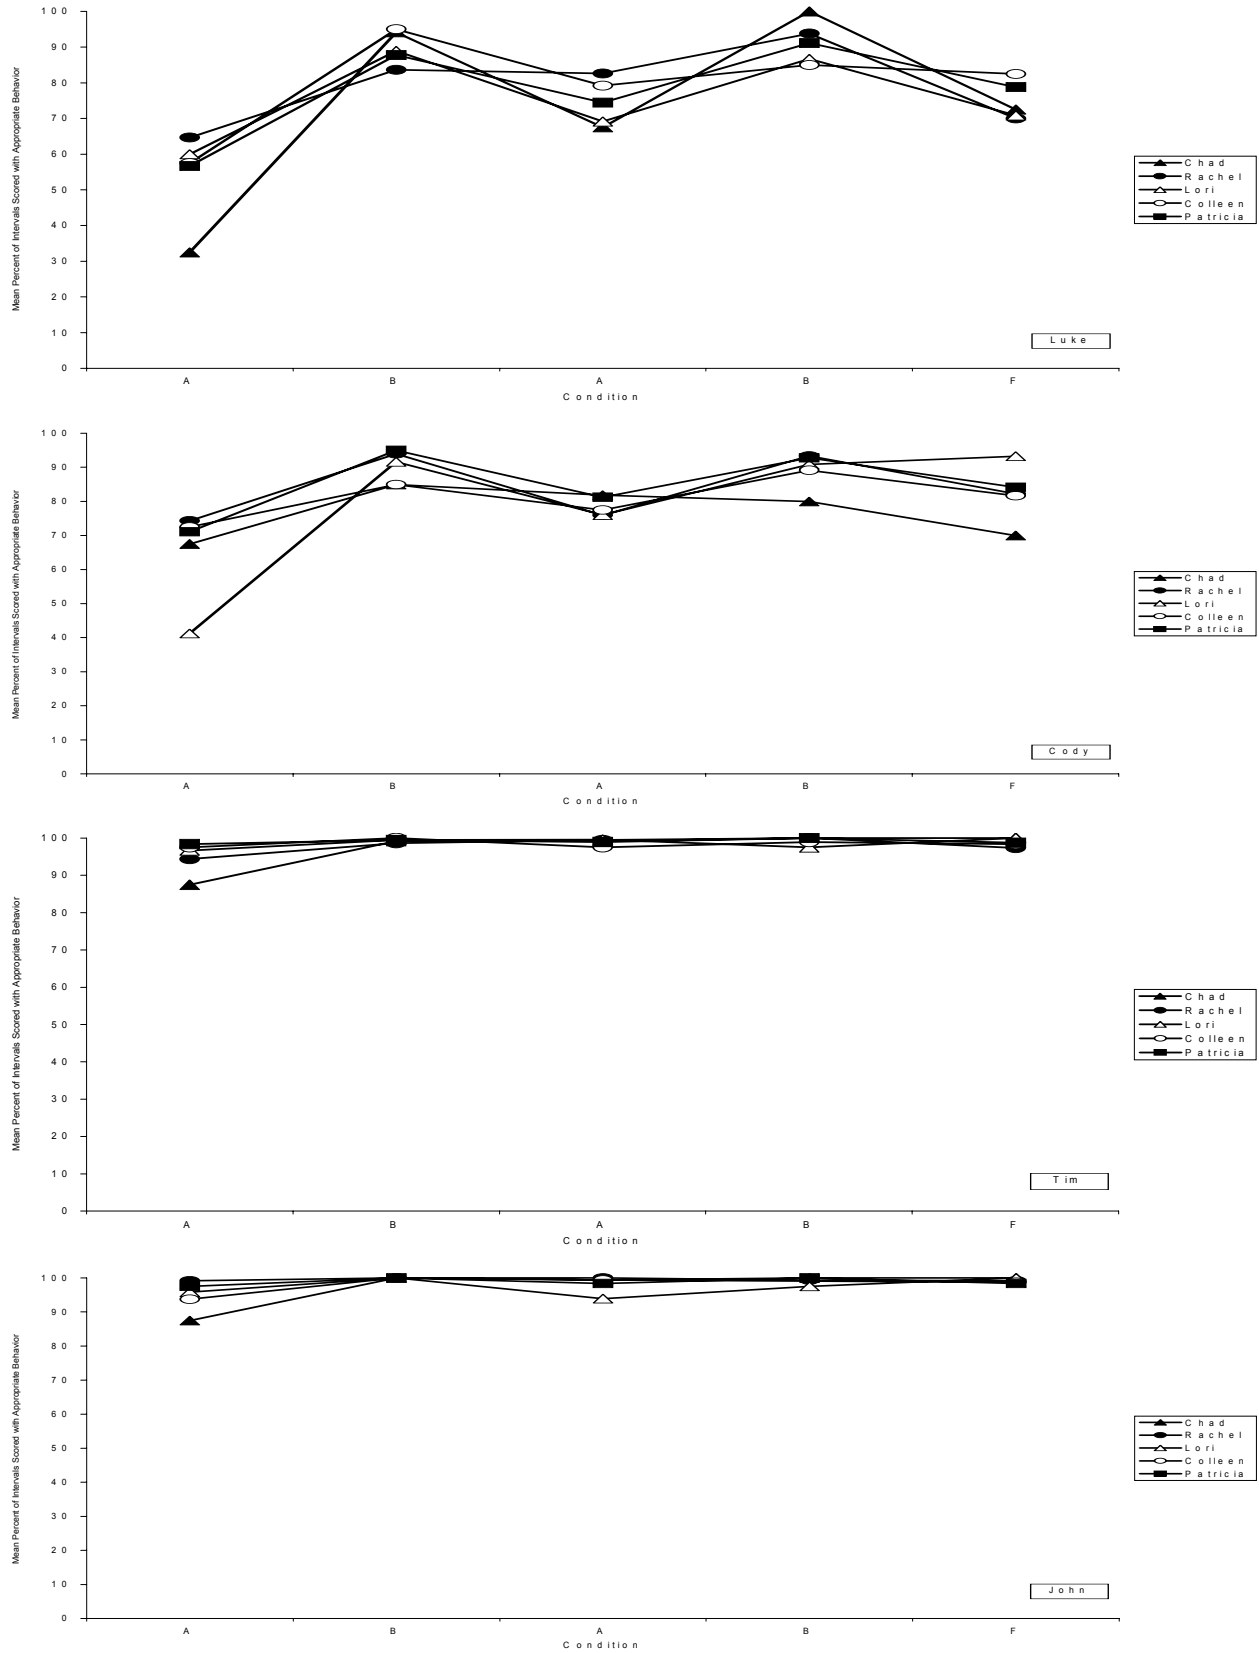 Mean Percent of Intervals Scored with Appropriate Behavior
100
90
80
70
60
50
40
30
20
10
0
A B A B F
Condition
Chad
Rachel
Lori
Colleen
Patricia
Luke
Mean Percent of Intervals Scored with Appropriate Behavior
100
90
80
70
60
50
40
30
20
10
0
A B A B F
Condition
Chad
Rachel
Lori
Colleen
Patricia
Cody
Mean Percent of Intervals Scored with Appropriate Behavior
100
90
80
70
60
50
40
30
20
10
0
A B A B F
Condition
Chad
Rachel
Lori
Colleen
Patricia
Tim
Mean Percent of Intervals Scored with Appropriate Behavior
100
90
80
70
60
50
40
30
20
10
0
A B A B F
Condition
Chad
Rachel
Lori
Colleen
Patricia
John